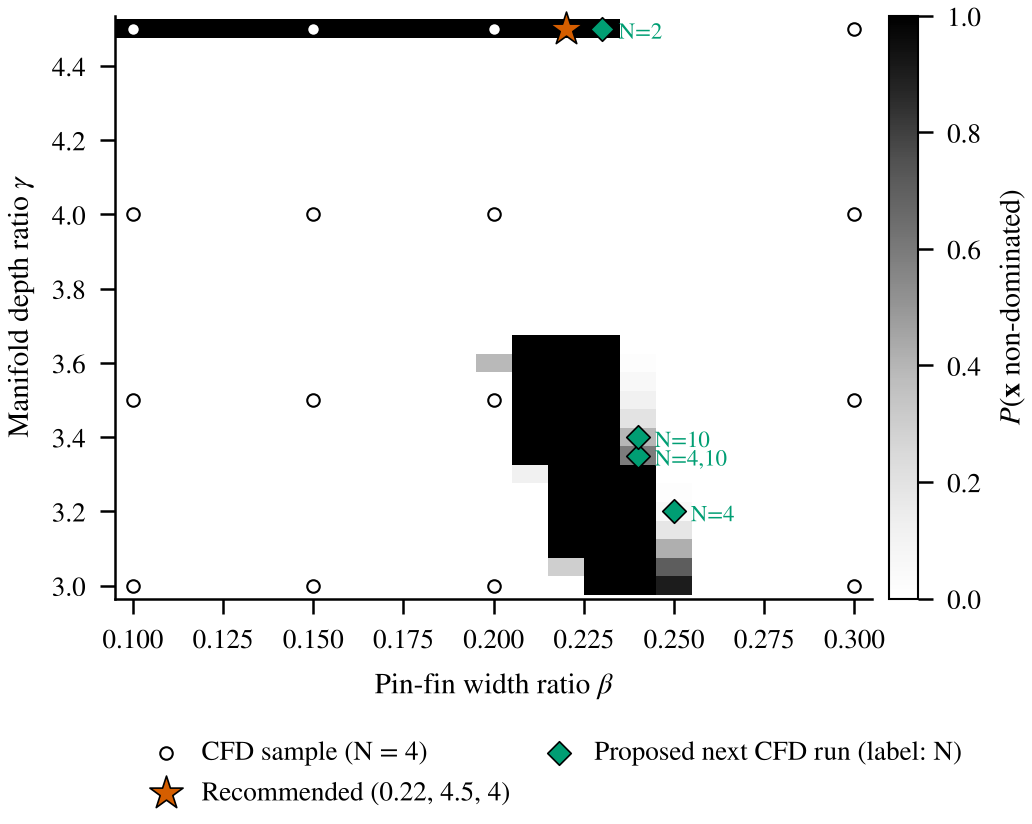 N=2
N=10
N=4,10
N=4
4.4
4.2
4.0
3.8
3.6
3.4
3.2
3.0
Manifold depth ratio γ
0.100 0.125 0.150 0.175 0.200 0.225 0.250 0.275 0.300
Pin-fin width ratio β
1.0
0.8
0.6
0.4
0.2
0.0
P(x non-dominated)
CFD sample (N = 4)
Recommended (0.22, 4.5, 4)
Proposed next CFD run (label: N)